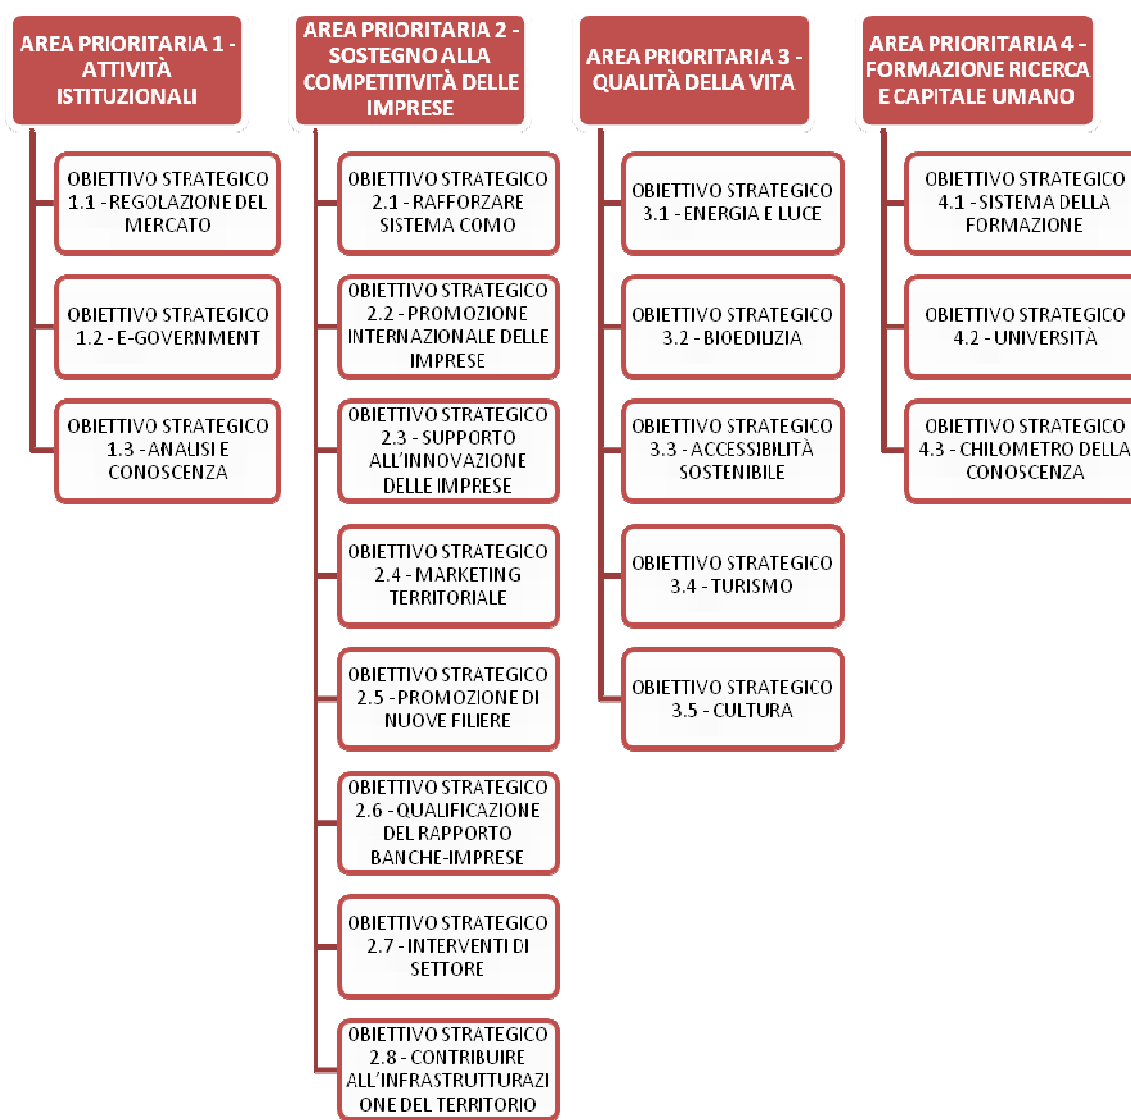 AREA PRIORITARIA 1 -
ATTIVITÀ
ISTITUZIONALI
OBIETTIVO STRATEGICO
1.1 - REGOLAZIONE DEL
MERCATO
OBIETTIVO STRATEGICO
1.2 - E-GOVERNMENT
OBIETTIVO STRATEGICO
1.3 - ANALISI E
CONOSCENZA
AREA PRIORITARIA 2 -
SOSTEGNO ALLA
COMPETITIVITÀ DELLE
IMPRESE
OBIETTIVO STRATEGICO
2.1 - RAFFORZARE
SISTEMA COMO
OBIETTIVO STRATEGICO
2.2 - PROMOZIONE
INTERNAZIONALE DELLE
IMPRESE
OBIETTIVO STRATEGICO
2.3 - SUPPORTO
ALL'INNOVAZIONE
DELLE IMPRESE
OBIETTIVO STRATEGICO
2.4 - MARKETING
TERRITORIALE
OBIETTIVO STRATEGICO
2.5 - PROMOZIONE DI
NUOVE FILIERE
OBIETTIVO STRATEGICO
2.6 - QUALIFICAZIONE
DEL RAPPORTO
BANCHE-IMPRESE
OBIETTIVO STRATEGICO
2.7 - INTERVENTI DI
SETTORE
OBIETTIVO STRATEGICO
2.8 - CONTRIBUIRE
ALL'INFRASTRUTTURAZI
ONE DEL TERRITORIO
AREA PRIORITARIA 3 -
QUALITÀ DELLA VITA
OBIETTIVO STRATEGICO
3.1 - ENERGIA E LUCE
OBIETTIVO STRATEGICO
3.2 - BIOEDILIZIA
OBIETTIVO STRATEGICO
3.3 - ACCESSIBILITÀ
SOSTENIBILE
OBIETTIVO STRATEGICO
3.4 - TURISMO
OBIETTIVO STRATEGICO
3.5 - CULTURA
AREA PRIORITARIA 4 -
FORMAZIONE RICERCA
E CAPITALE UMANO
OBIETTIVO STRATEGICO
4.1 - SISTEMA DELLA
FORMAZIONE
OBIETTIVO STRATEGICO
4.2 - UNIVERSITÀ
OBIETTIVO STRATEGICO
4.3 - CHILOMETRO DELLA
CONOSCENZA